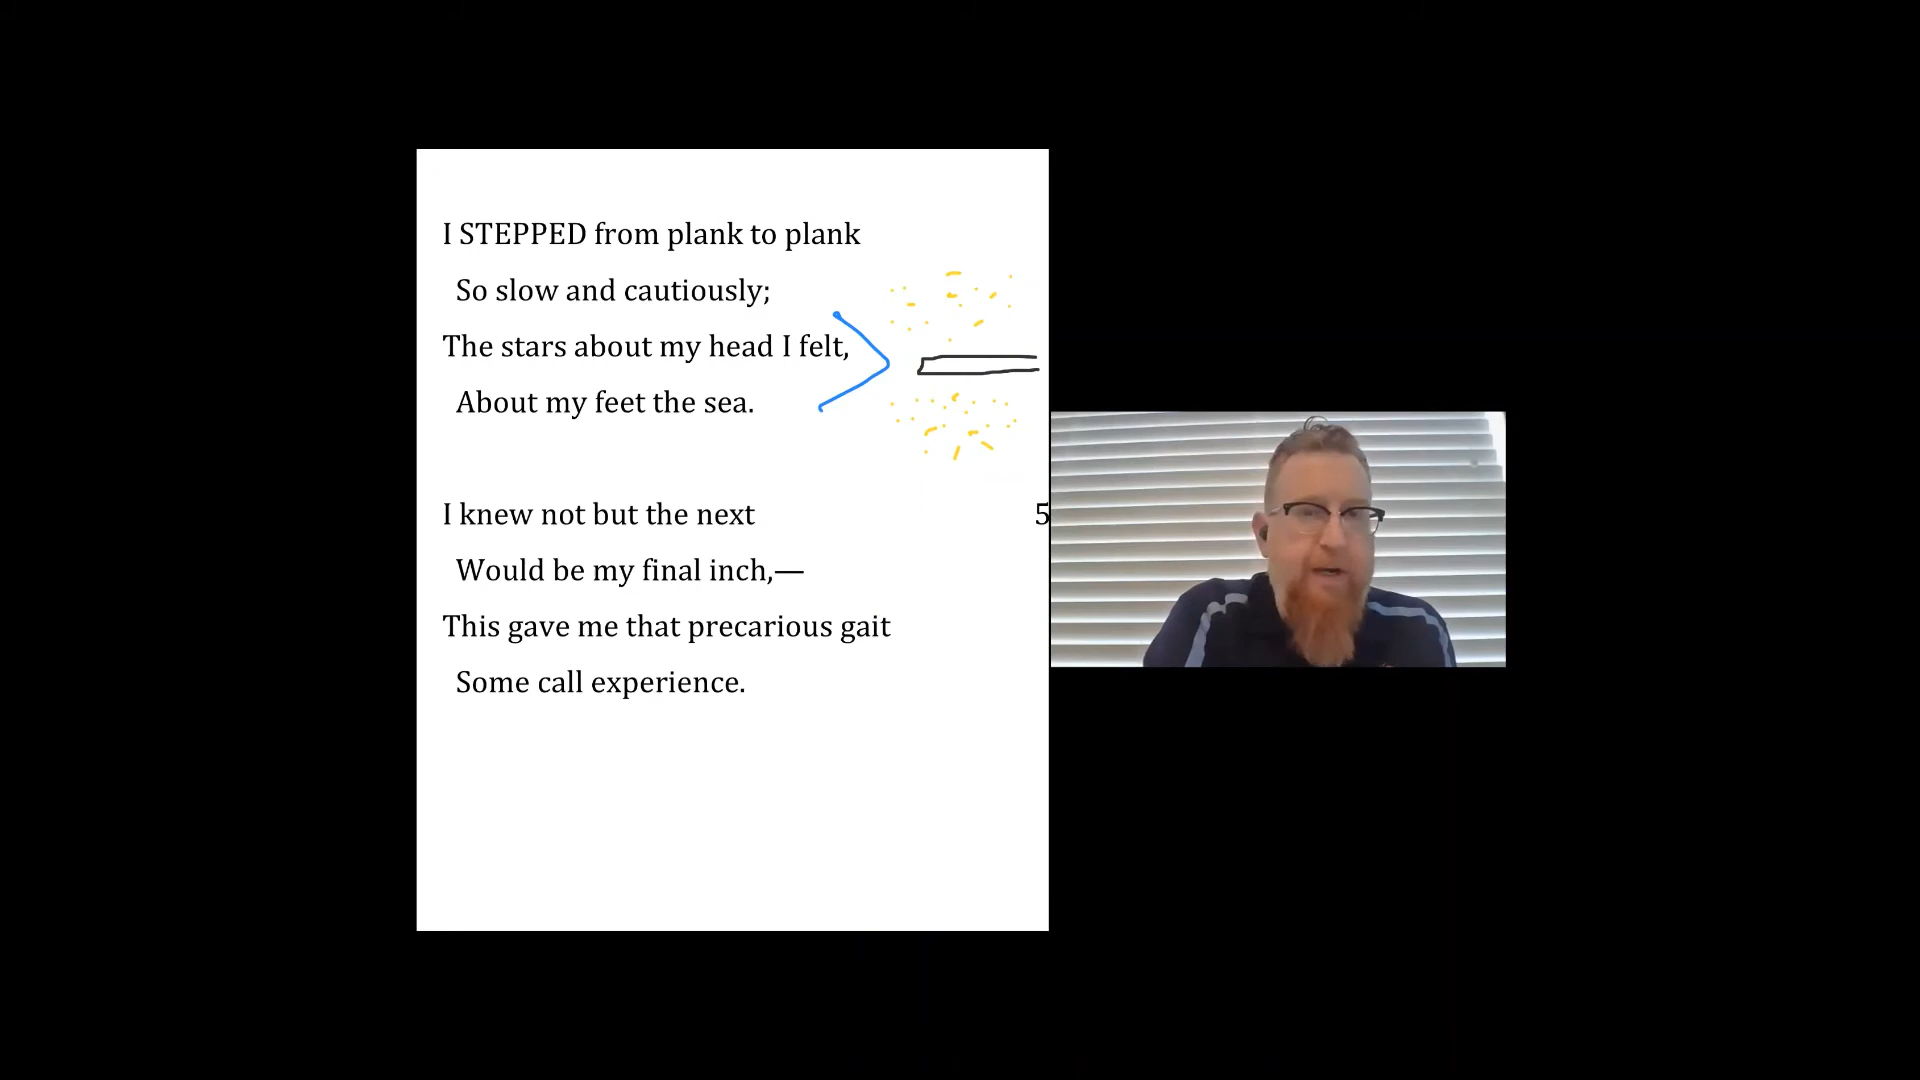 I STEPPED from plank to plank
So slow and cautiously;
The stars about my head I felt,
About my feet the sea.
I knew not but the next 5
Would be my final inch,—
This gave me that precarious gait
Some call experience.